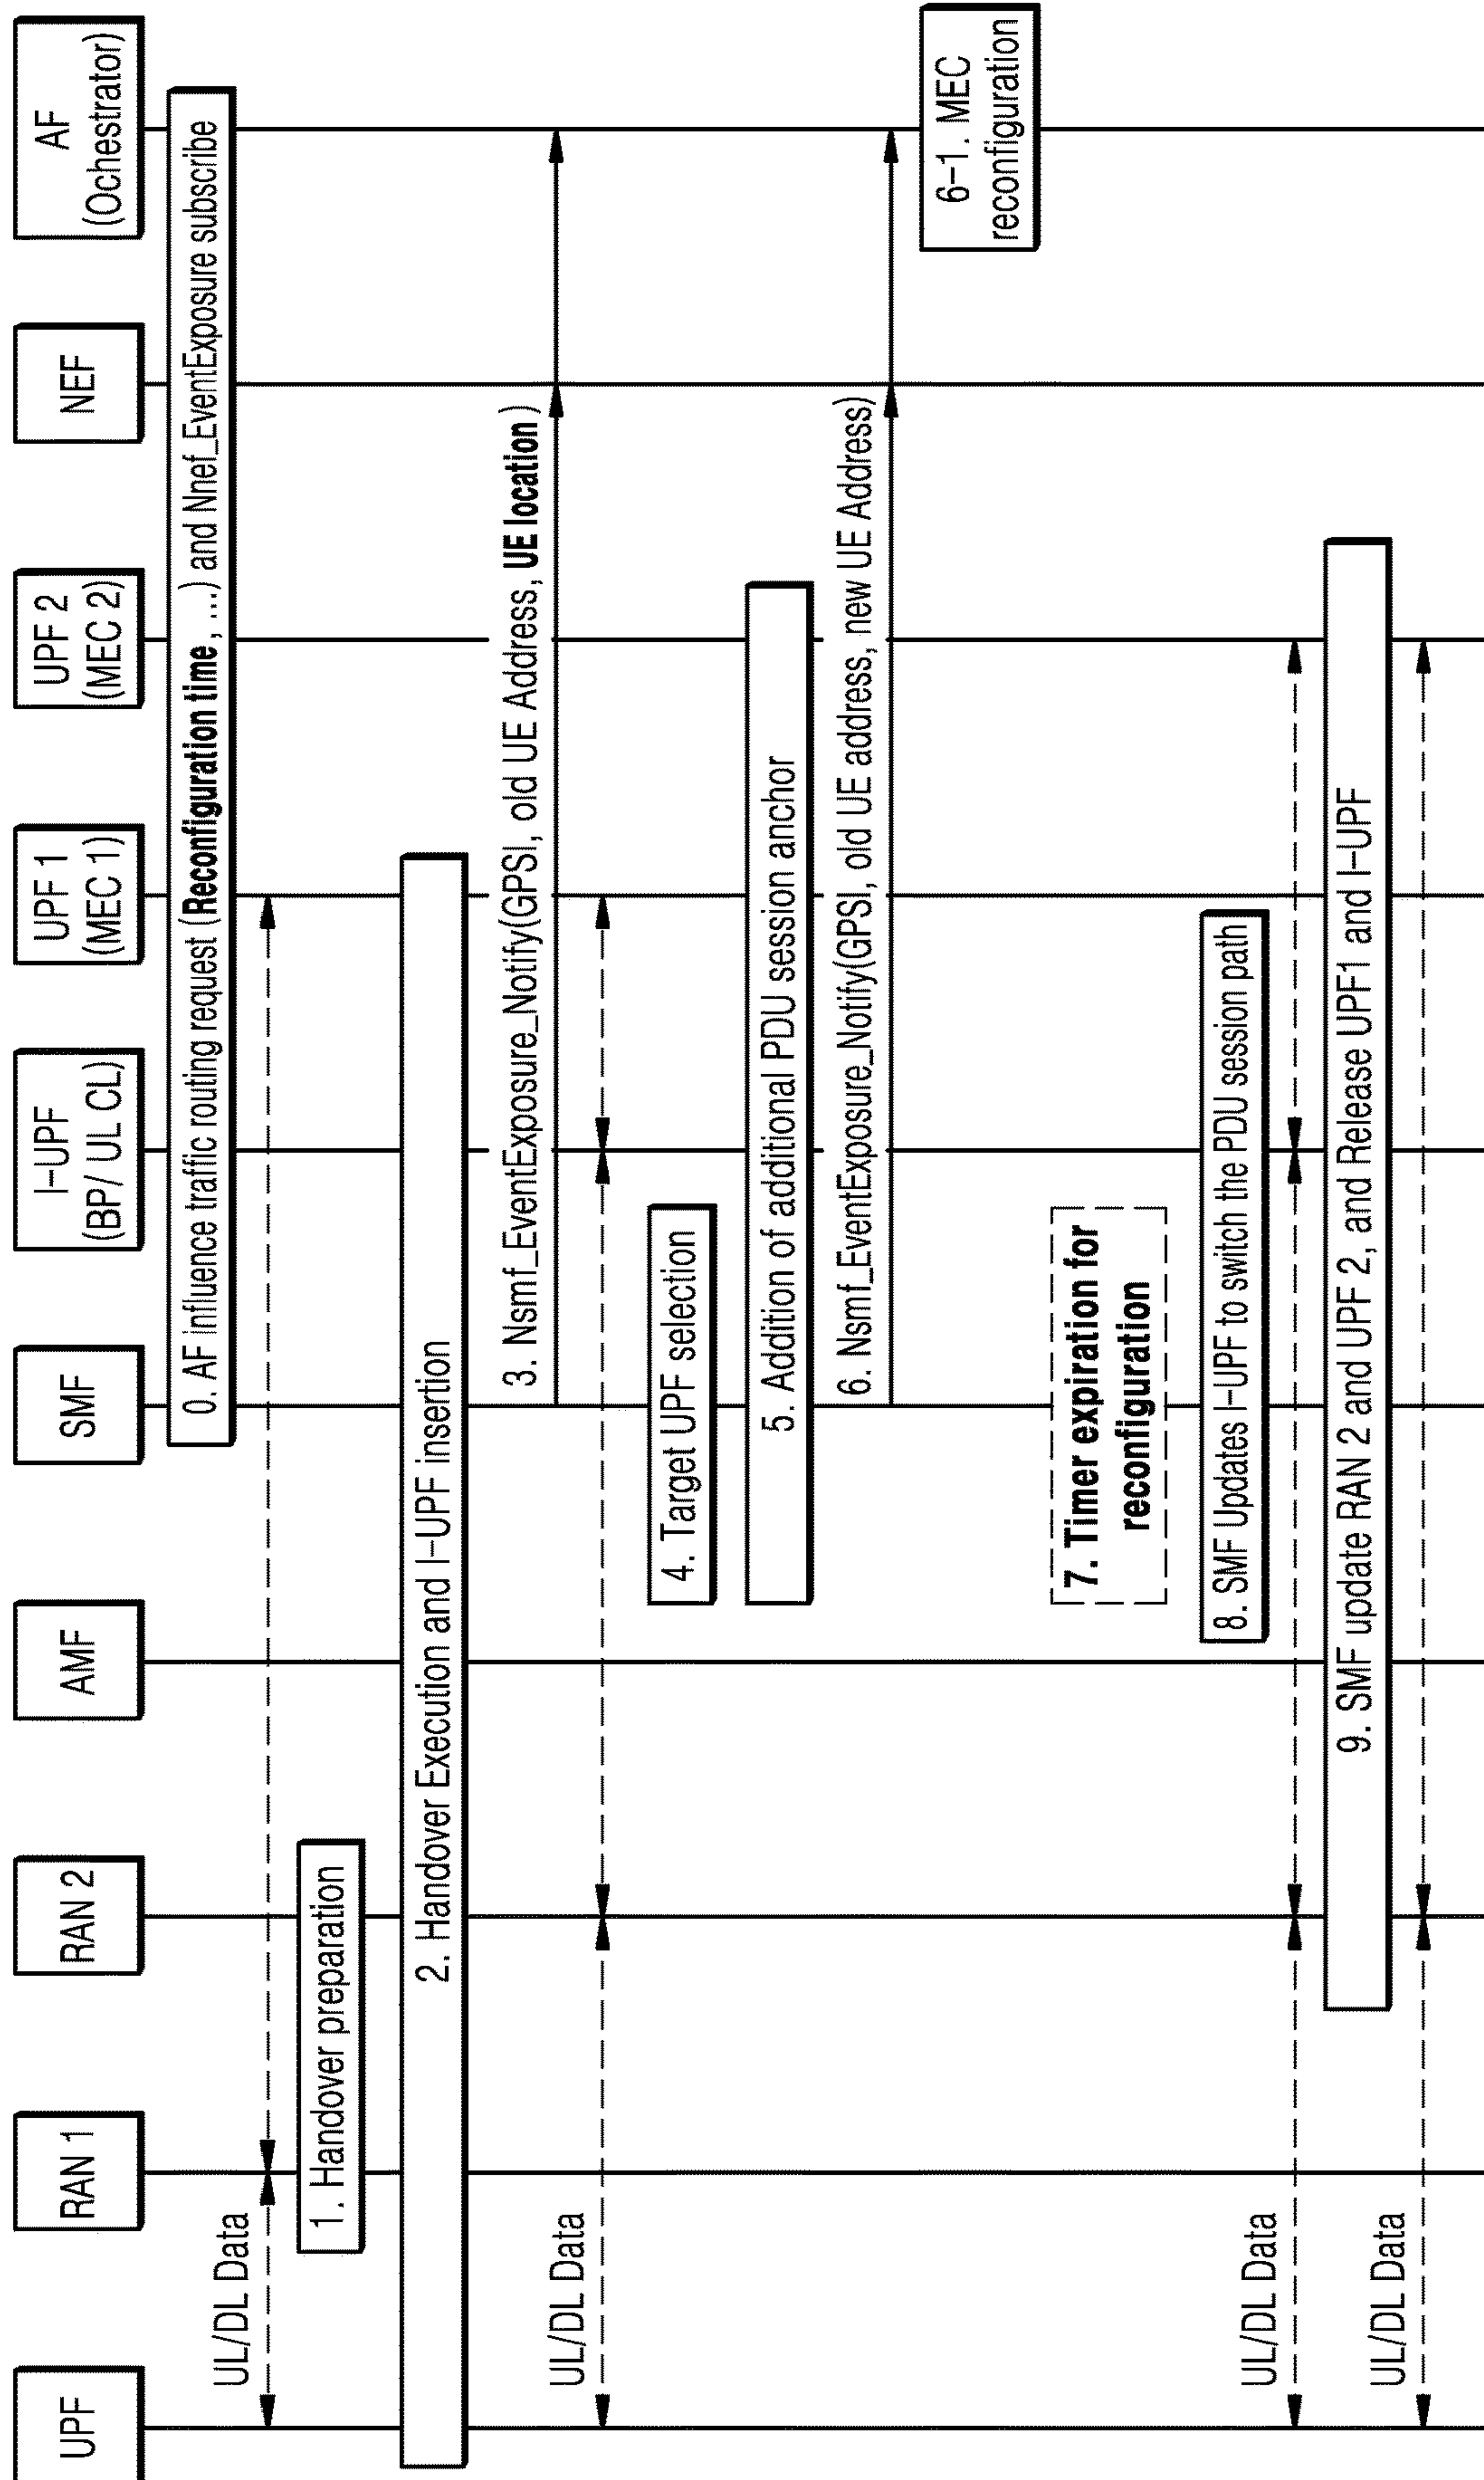 UPF
RAN 1
RAN 2
AMF
SMF
I-UPF
(BP/ UL CL)
UPF 1
(MEC 1)
UPF 2
(MEC 2)
NEF
AF
(Ochestrator)
0. AF influence traffic routing request (Reconfiguration time, ...) and Nnef_EventExposure subscribe
UL/DL Data
1. Handover preparation
2. Handover Execution and I-UPF insertion
3. Nsmf_EventExposure_Notify(GPSI, old UE Address, UE location)
UL/DL Data
4. Target UPF selection
5. Addition of additional PDU session anchor
6. Nsmf_EventExposure_Notify(GPSI, old UE address, new UE Address)
6-1. MEC
reconfiguration
7. Timer expiration for
reconfiguration
8. SMF Updates I-UPF to switch the PDU session path
UL/DL Data
9. SMF update RAN 2 and UPF 2, and Release UPF1 and I-UPF
UL/DL Data